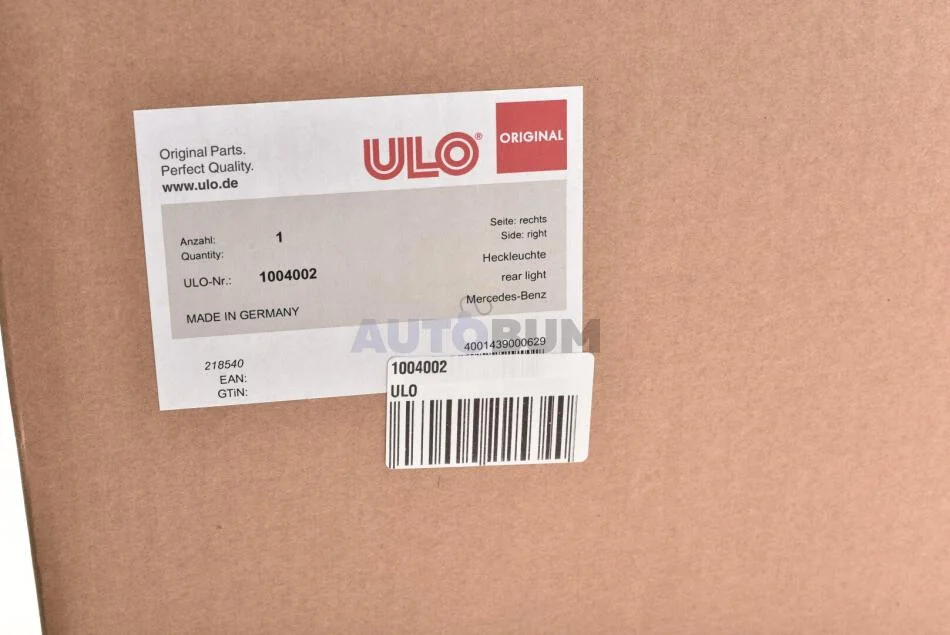 Original Parts.
Perfect Quality.
www.ulo.de
ULO®
ORIGINAL
Anzahl:
Quantity:
1
Seite: rechts
Side: right
ULO-Nr.: 1004002
Heckleuchte
rear light
Mercedes-Benz
MADE IN GERMANY
AUTOBUM
218540
EAN:
GTiN:
4001439000629
1004002
ULO